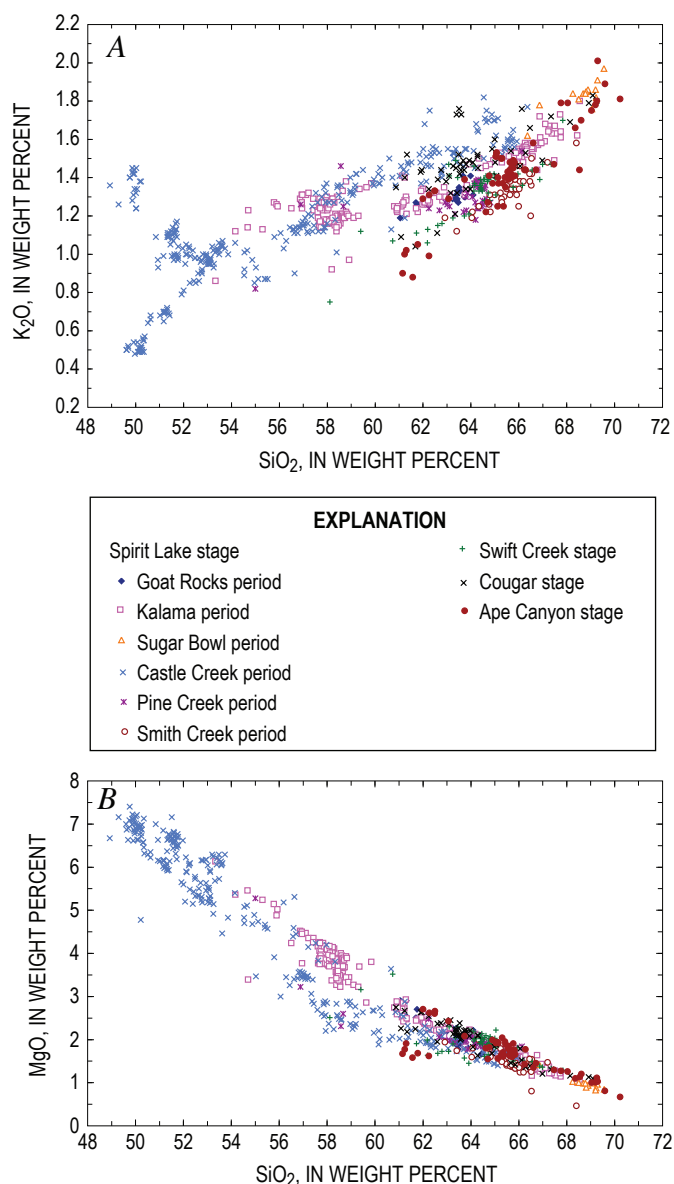 A
2.2
2.0
1.8
1.6
1.4
1.2
1.0
0.8
0.6
0.4
0.2
K2O, IN WEIGHT PERCENT
48 50 52 54 56 58 60 62 64 66 68 70 72
SiO2, IN WEIGHT PERCENT
EXPLANATION
Spirit Lake stage
Goat Rocks period
Kalama period
Sugar Bowl period
Castle Creek period
Pine Creek period
Smith Creek period
Swift Creek stage
Cougar stage
Ape Canyon stage
B
8
7
6
5
4
3
2
1
0
MgO, IN WEIGHT PERCENT
48 50 52 54 56 58 60 62 64 66 68 70 72
SiO2, IN WEIGHT PERCENT